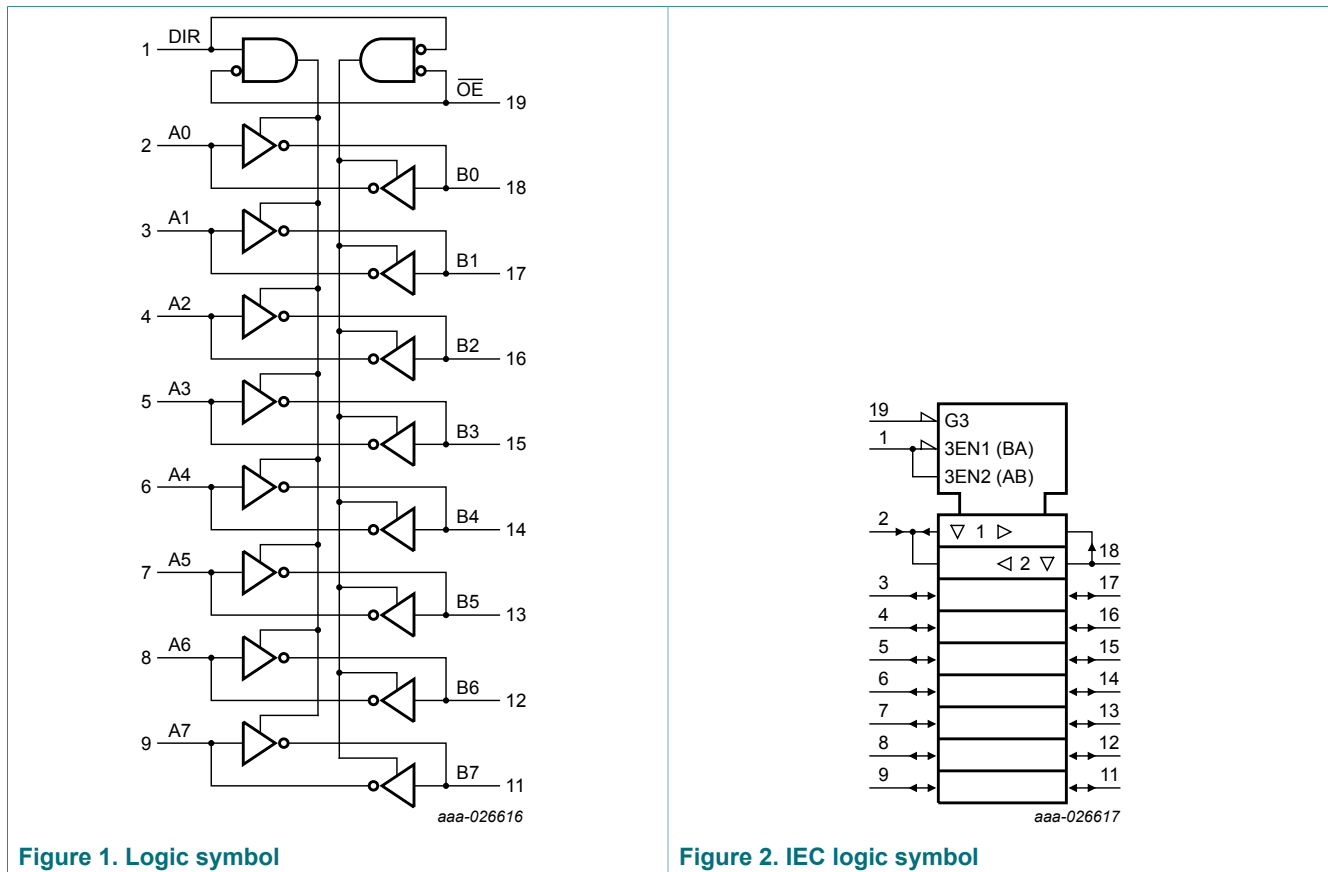 1 DIR
OE 19
2 A0
B0 18
3 A1
B1 17
4 A2
B2 16
5 A3
B3 15
6 A4
B4 14
7 A5
B5 13
8 A6
B6 12
9 A7
B7 11
aaa-026616
Figure 1. Logic symbol
19 G3
1 3EN1 (BA)
3EN2 (AB)
2 1
2 18
3 17
4 16
5 15
6 14
7 13
8 12
9 11
aaa-026617
Figure 2. IEC logic symbol